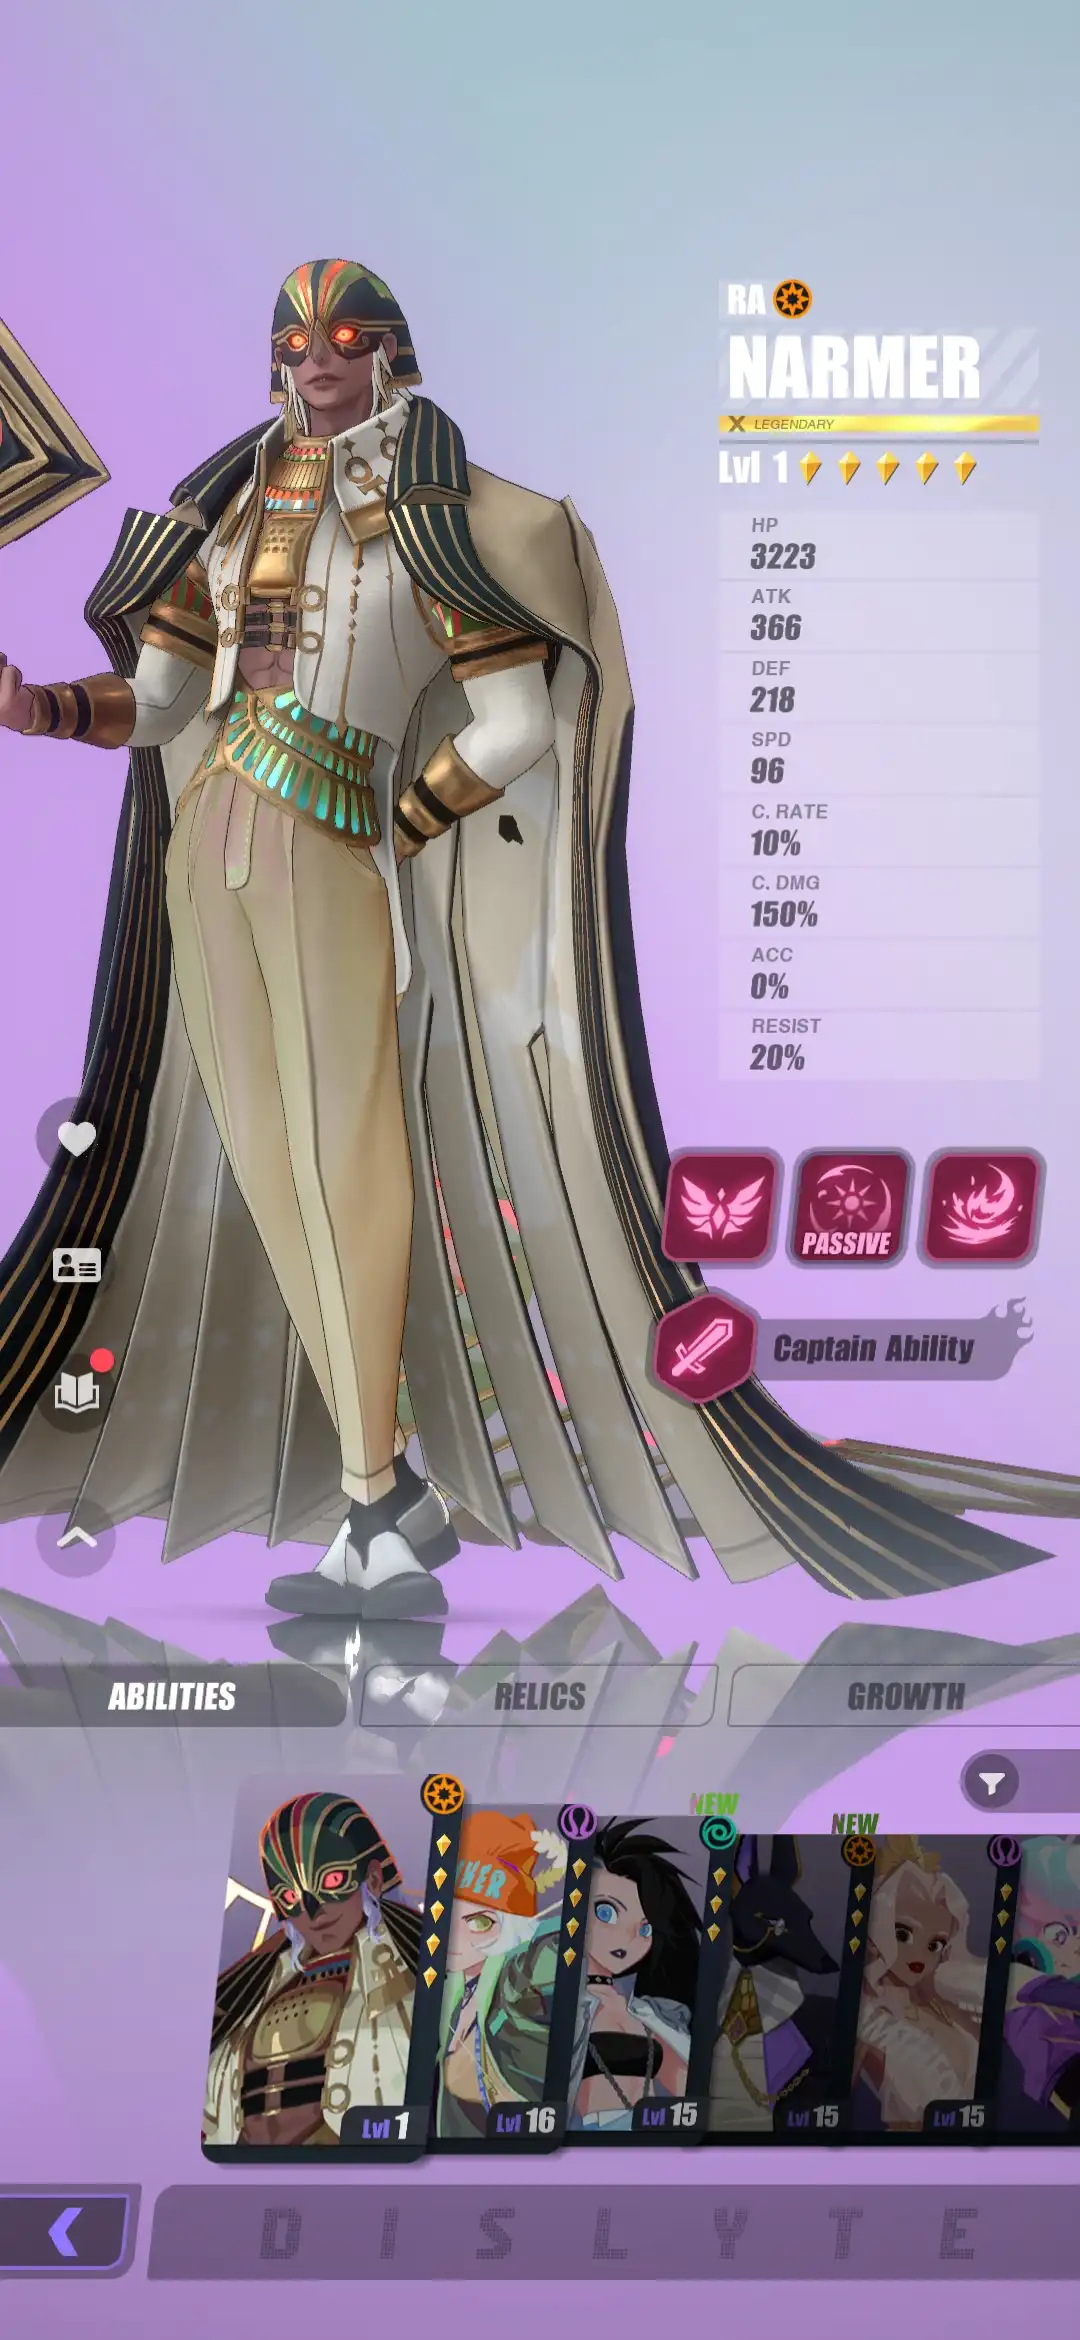 RA
NARMER
LEGENDARY
Lvl 1
HP
3223
ATK
366
DEF
218
SPD
96
C. RATE
10%
C. DMG
150%
ACC
0%
RESIST
20%
PASSIVE
Captain Ability
ABILITIES RELICS GROWTH
NEW
NEW
HER
Lvl 1
Lvl 16
Lvl 15
Lvl 15
Lvl 15
DISLYTE